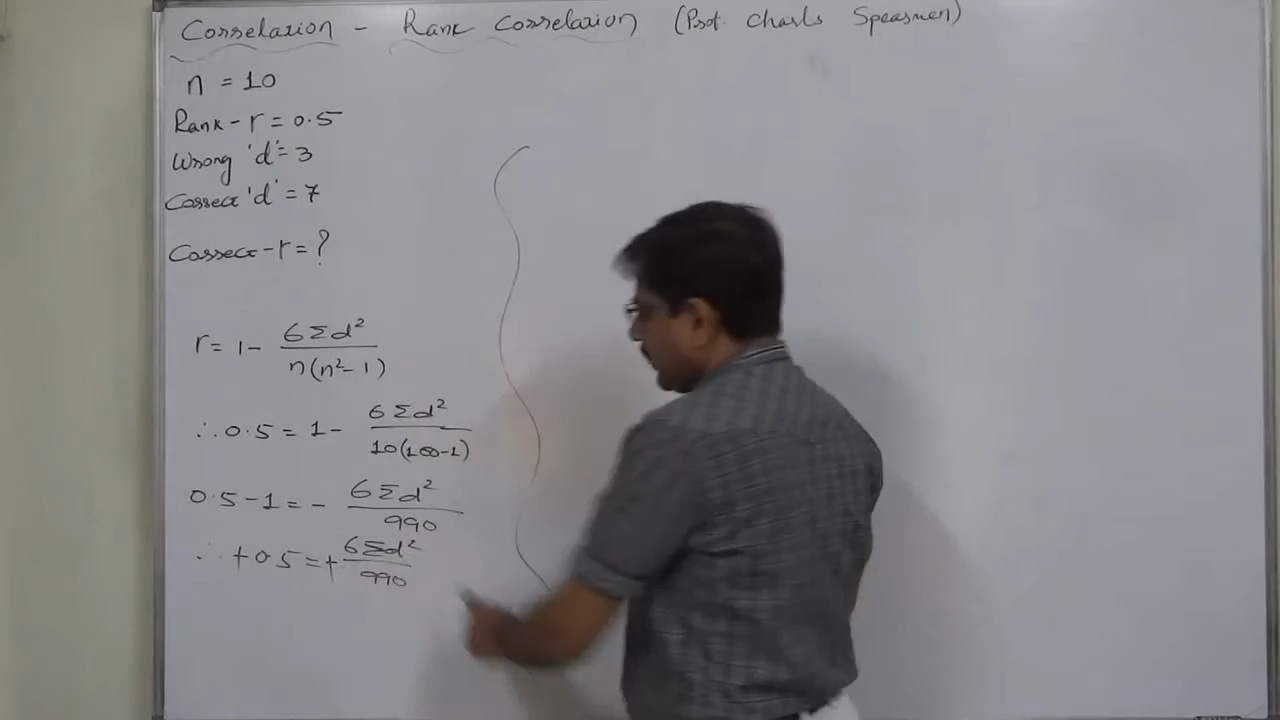 Correlation - Rank Correlation (Prof. Charls Spearmen)
n = 10
Rank - r = 0.5
Wrong 'd' = 3
Correct 'd' = 7
Correct - r = ?
r = 1 - 6Σd² / n(n² - 1)
∴ 0.5 = 1 - 6Σd² / 10(100-1)
0.5 - 1 = - 6Σd² / 990
∴ + 0.5 = + 6Σd² / 990